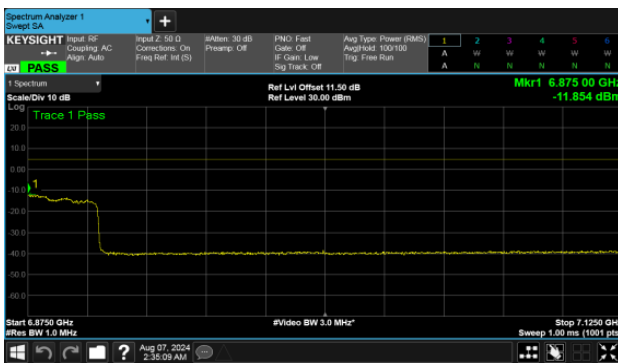 Spectrum Analyzer 1
Swept SA
+
KEYSIGHT
Input: RF
Coupling: AC
Align: Auto
Input Z: 50 Ω
Corrections: On
Freq Ref: Int (S)
#Atten: 30 dB
Preamp: Off
PNO: Fast
Gate: Off
IF Gain: Low
Sig Track: Off
Avg Type: Power (RMS)
Avg|Hold: 100/100
Trig: Free Run
1 2 3 4 5 6
A W W W W W
A N N N N N
LXI PASS
1 Spectrum
Scale/Div 10 dB
Ref Lvl Offset 11.50 dB
Ref Level 30.00 dBm
Mkr1 6.875 00 GHz
-11.854 dBm
Log
Trace 1 Pass
20.0
10.0
0.00
-10.0
-20.0
-30.0
-40.0
-50.0
-60.0
1
Start 6.8750 GHz
#Res BW 1.0 MHz
#Video BW 3.0 MHz*
Stop 7.1250 GHz
Sweep 1.00 ms (1001 pts)
?
Aug 07, 2024
2:35:09 AM